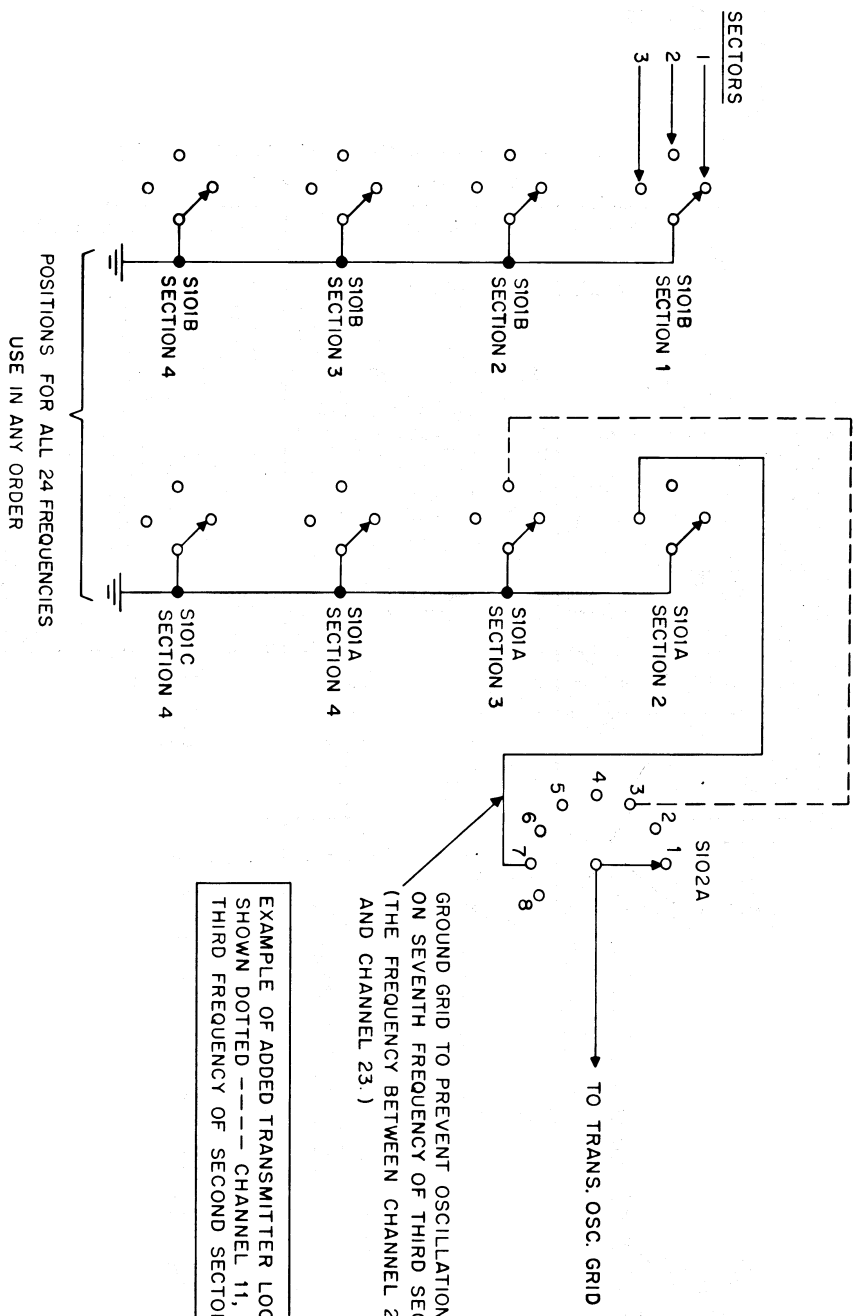 SECTORS
1
2
3
S101B
SECTION 1
S101B
SECTION 2
S101B
SECTION 3
S101B
SECTION 4
S101A
SECTION 2
S101A
SECTION 3
S101A
SECTION 4
S101C
SECTION 4
POSITIONS FOR ALL 24 FREQUENCIES
USE IN ANY ORDER
S102A
1
2
3
4
5
6
7
8
TO TRANS. OSC. GRID
GROUND GRID TO PREVENT OSCILLATION
ON SEVENTH FREQUENCY OF THIRD
(THE FREQUENCY BETWEEN CHANNEL
AND CHANNEL 23.)
EXAMPLE OF ADDED TRANSMITTER
SHOWN DOTTED ---- CHANNEL 11,
THIRD FREQUENCY OF SECOND SECTOR